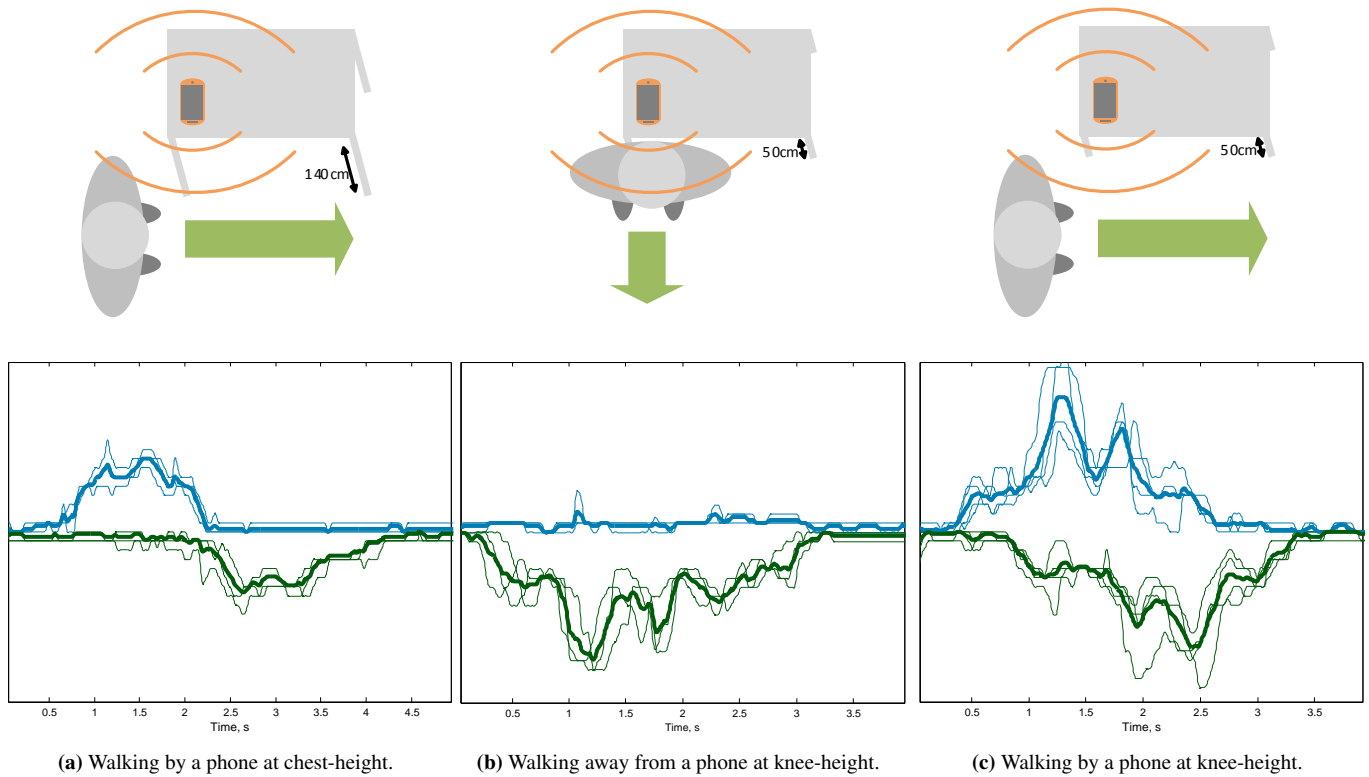 140cm
50cm
50cm
0.5 1 1.5 2 2.5 3 3.5 4 4.5
Time, s
0.5 1 1.5 2 2.5 3 3.5
Time, s
0.5 1 1.5 2 2.5 3 3.5
Time, s
(a) Walking by a phone at chest-height.
(b) Walking away from a phone at knee-height.
(c) Walking by a phone at knee-height.